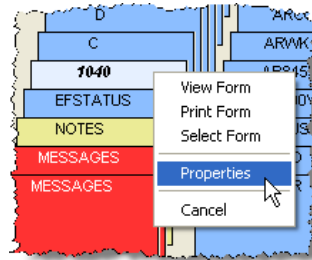 D
C
1040
EFSTATUS
NOTES
MESSAGES
MESSAGES
ARWK
View Form
Print Form
Select Form
Properties
Cancel